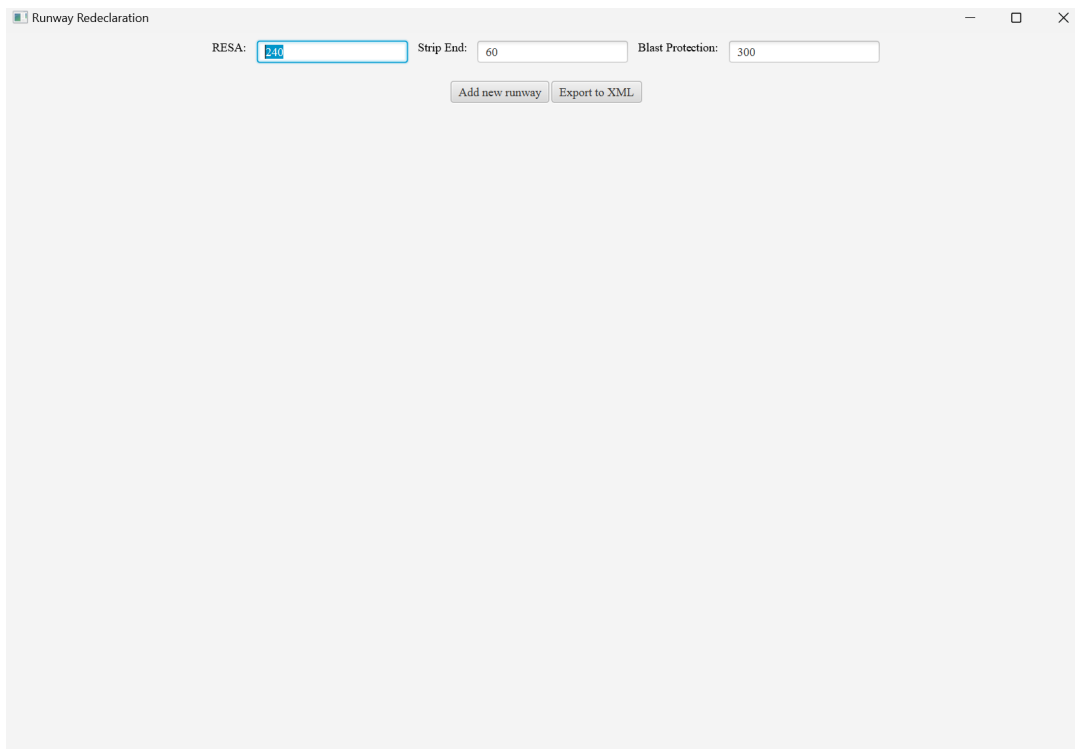 Runway Redeclaration
RESA: 240 Strip End: 60 Blast Protection: 300
Add new runway Export to XML